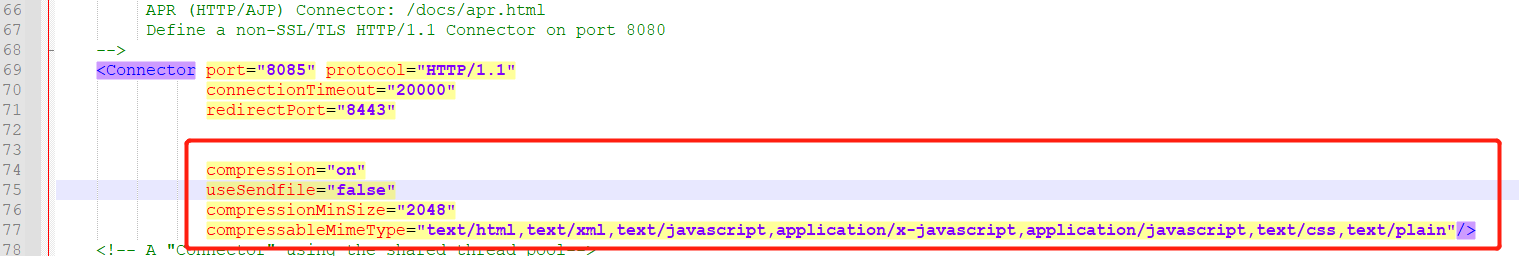 66 APR (HTTP/AJP) Connector: /docs/apr.html
67 Define a non-SSL/TLS HTTP/1.1 Connector on port 8080
68 -->
69 <Connector port="8085" protocol="HTTP/1.1"
70 connectionTimeout="20000"
71 redirectPort="8443"
72
73
74 compression="on"
75 useSendfile="false"
76 compressionMinSize="2048"
77 compressableMimeType="text/html,text/xml,text/javascript,application/x-javascript,application/javascript,text/css,text/plain"/>
78 <!-- A "Connector" using the shared thread pool-->